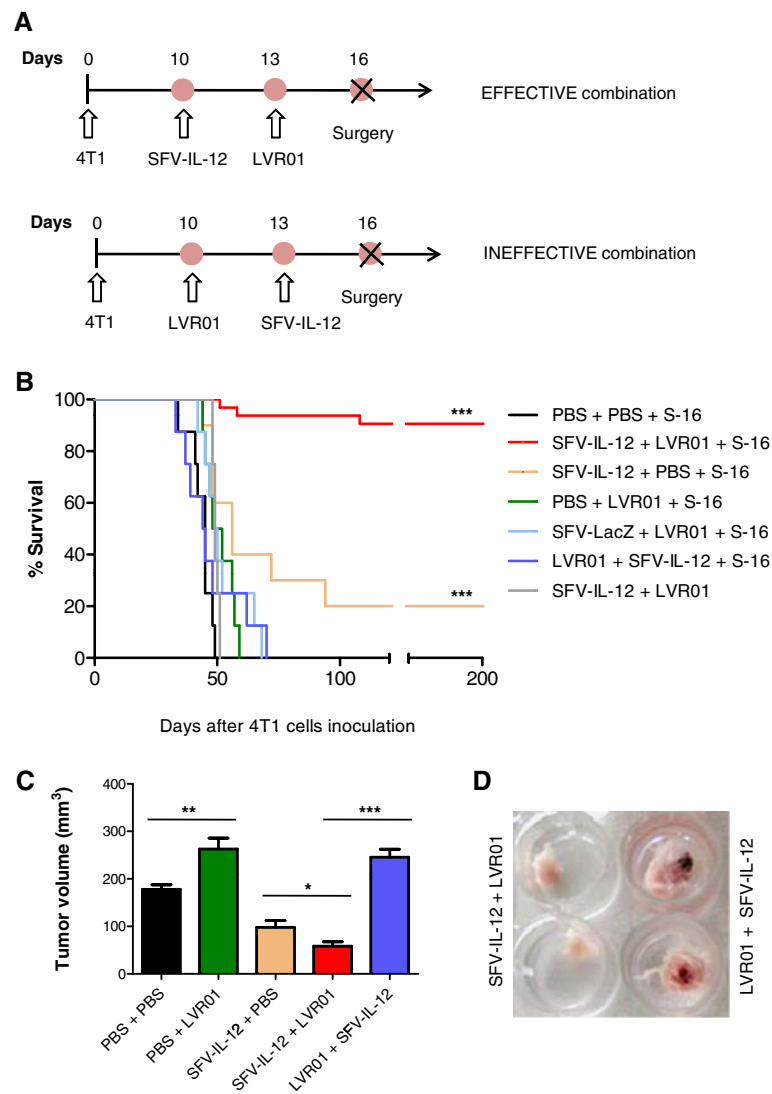 A
Days 0 10 13 16
EFFECTIVE combination
Surgery
4T1 SFV-IL-12 LVR01
Days 0 10 13 16
INEFFECTIVE combination
Surgery
4T1 LVR01 SFV-IL-12
B
100
80
60
40
20
0
% Survival
0 50 100 200
Days after 4T1 cells inoculation
***
***
PBS + PBS + S-16
SFV-IL-12 + LVR01 + S-16
SFV-IL-12 + PBS + S-16
PBS + LVR01 + S-16
SFV-LacZ + LVR01 + S-16
LVR01 + SFV-IL-12 + S-16
SFV-IL-12 + LVR01
C
400
300
200
100
0
Tumor volume (mm³)
**
***
*
PBS + PBS
PBS + LVR01
SFV-IL-12 + PBS
SFV-IL-12 + LVR01
LVR01 + SFV-IL-12
D
SFV-IL-12 + LVR01
LVR01 + SFV-IL-12